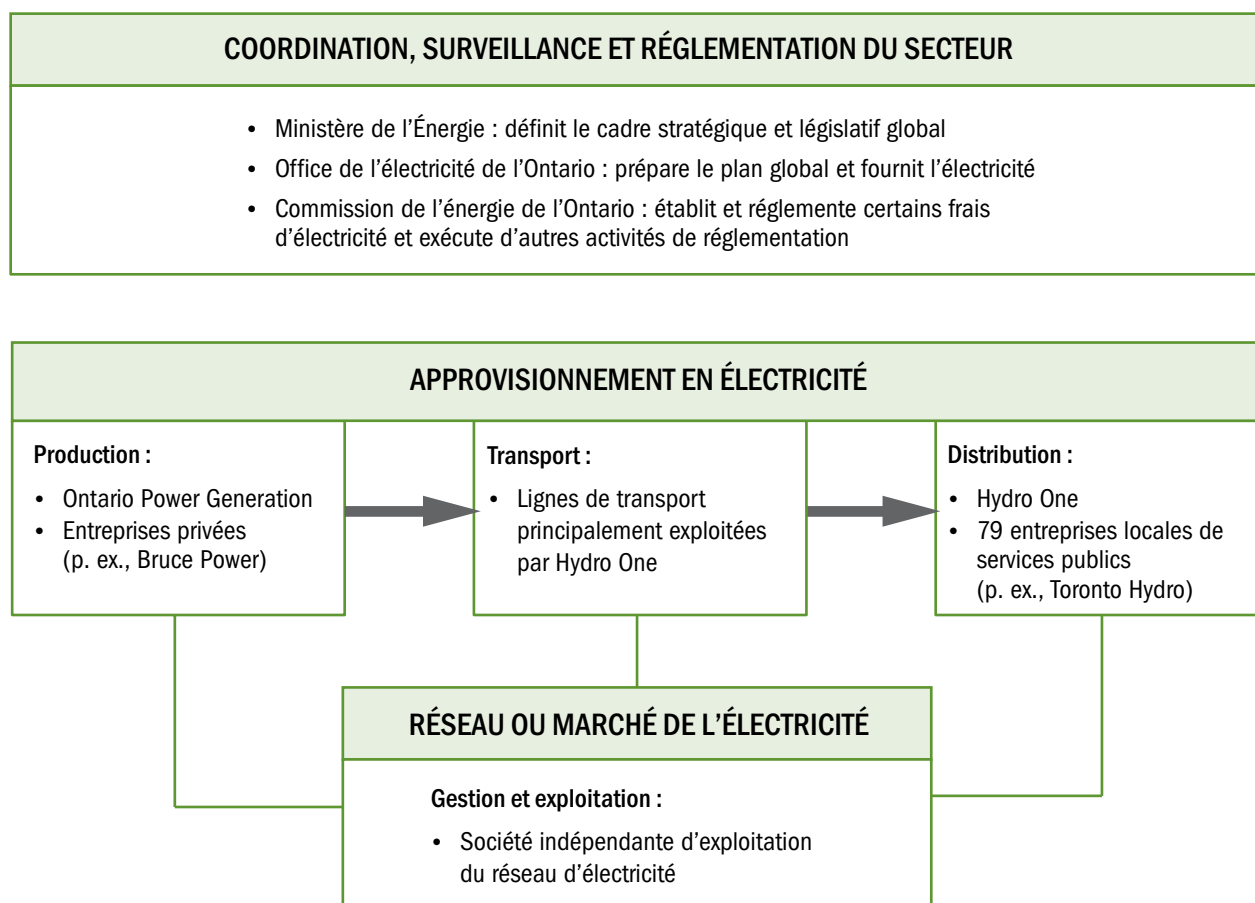 COORDINATION, SURVEILLANCE ET RÉGLEMENTATION DU SECTEUR
• Ministère de l'Énergie : définit le cadre stratégique et législatif global
• Office de l'électricité de l'Ontario : prépare le plan global et fournit l'électricité
• Commission de l'énergie de l'Ontario : établit et réglemente certains frais
d'électricité et exécute d'autres activités de réglementation
APPROVISIONNEMENT EN ÉLECTRICITÉ
Production :
• Ontario Power Generation
• Entreprises privées
(p. ex., Bruce Power)
Transport :
• Lignes de transport
principalement exploitées
par Hydro One
Distribution :
• Hydro One
• 79 entreprises locales de
services publics
(p. ex., Toronto Hydro)
RÉSEAU OU MARCHÉ DE L'ÉLECTRICITÉ
Gestion et exploitation :
• Société indépendante d'exploitation
du réseau d'électricité